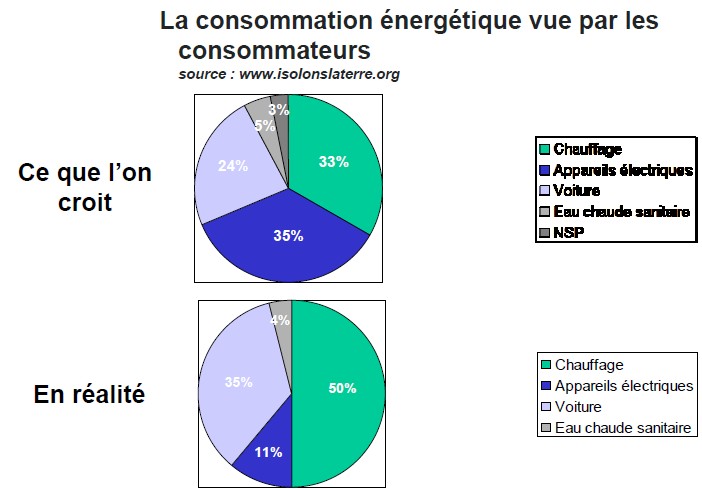 La consommation énergétique vue par les
consommateurs
source : www.isolonslaterre.org
Ce que l'on
croit
3%
5%
24%
33%
35%
Chauffage
Appareils électriques
Voiture
Eau chaude sanitaire
NSP
En réalité
4%
35%
50%
11%
Chauffage
Appareils électriques
Voiture
Eau chaude sanitaire